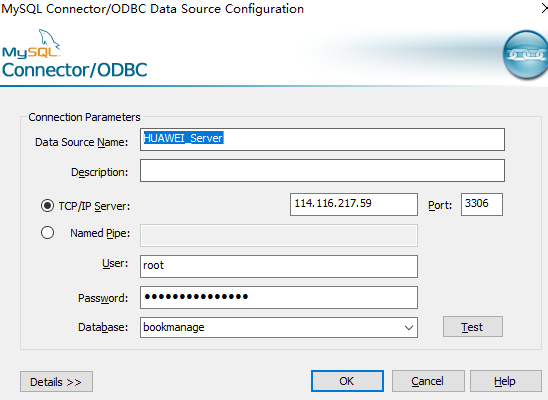 MySQL Connector/ODBC Data Source Configuration
MySQL
Connector/ODBC
Connection Parameters
Data Source Name: HUAWEI_Server
Description:
TCP/IP Server: 114.116.217.59 Port: 3306
Named Pipe:
User: root
Password: •••••••••••••••
Database: bookmanage Test
Details >> OK Cancel Help